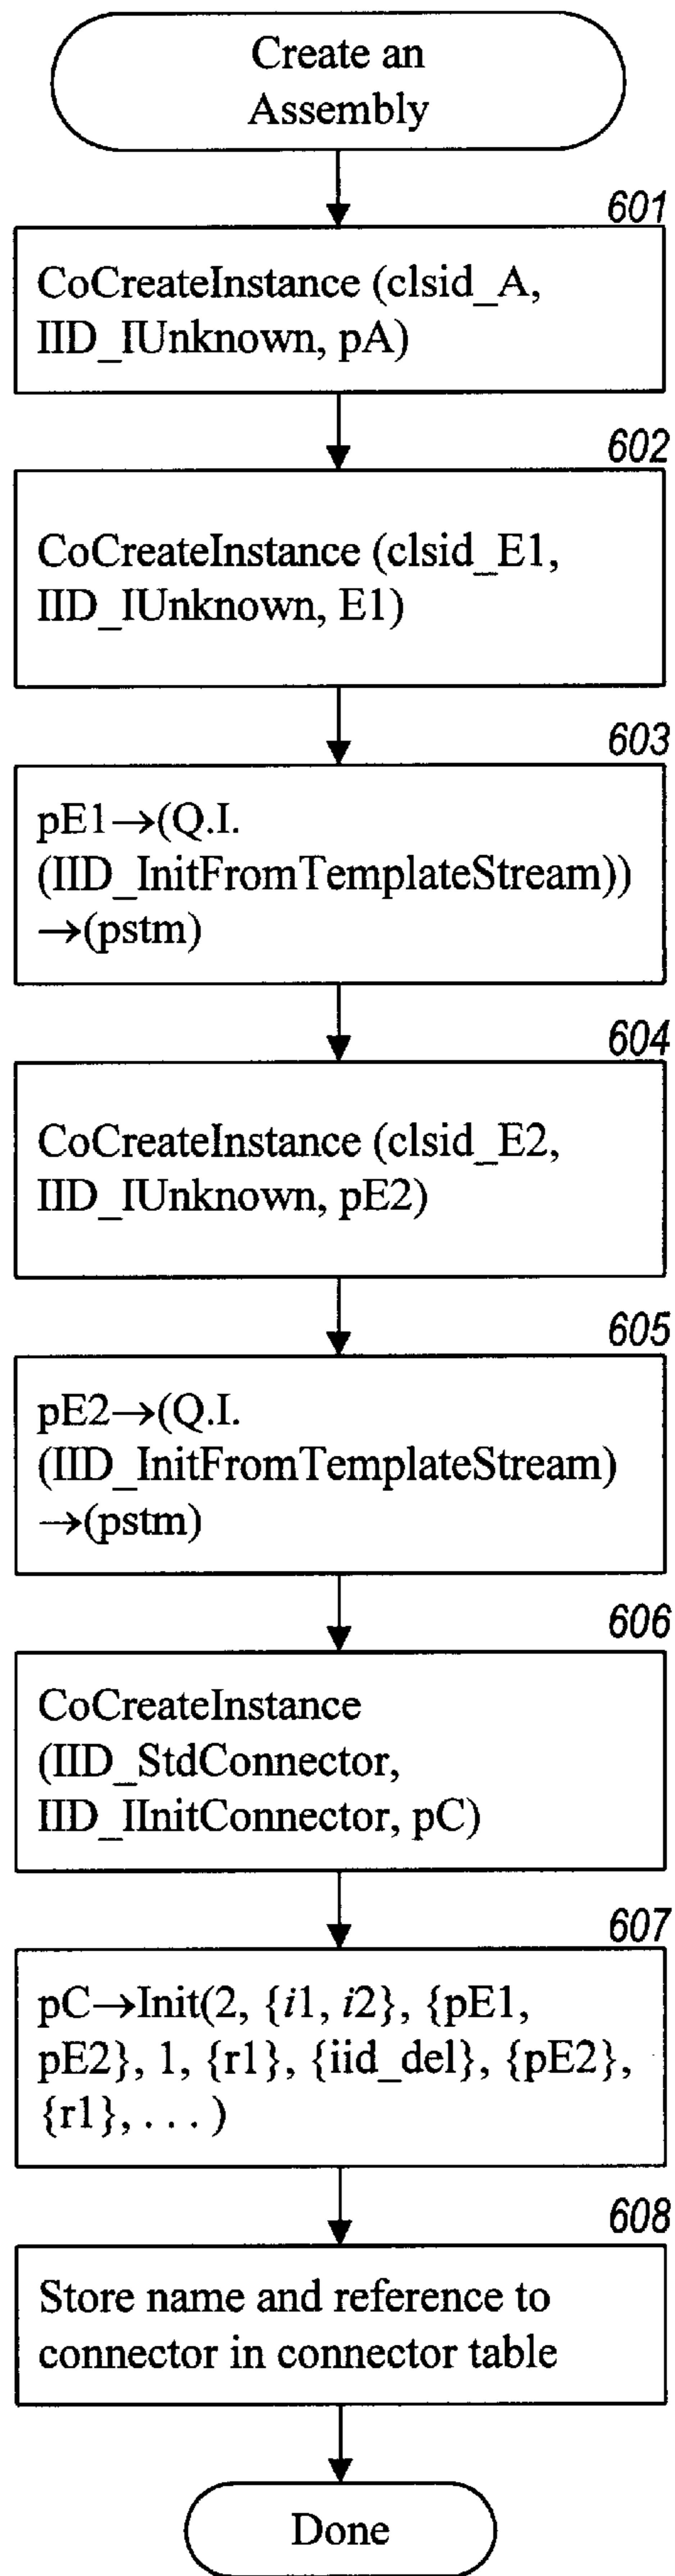 Create an
Assembly
601
CoCreateInstance (clsid_A,
IID_IUnknown, pA)
602
CoCreateInstance (clsid_E1,
IID_IUnknown, E1)
603
pE1→(Q.I.
(IID_InitFromTemplateStream))
→(pstm)
604
CoCreateInstance (clsid_E2,
IID_IUnknown, pE2)
605
pE2→(Q.I.
(IID_InitFromTemplateStream)
→(pstm)
606
CoCreateInstance
(IID_StdConnector,
IID_IInitConnector, pC)
607
pC→Init(2, {i1, i2}, {pE1,
pE2}, 1, {r1}, {iid_del}, {pE2},
{r1}, . . . )
608
Store name and reference to
connector in connector table
Done